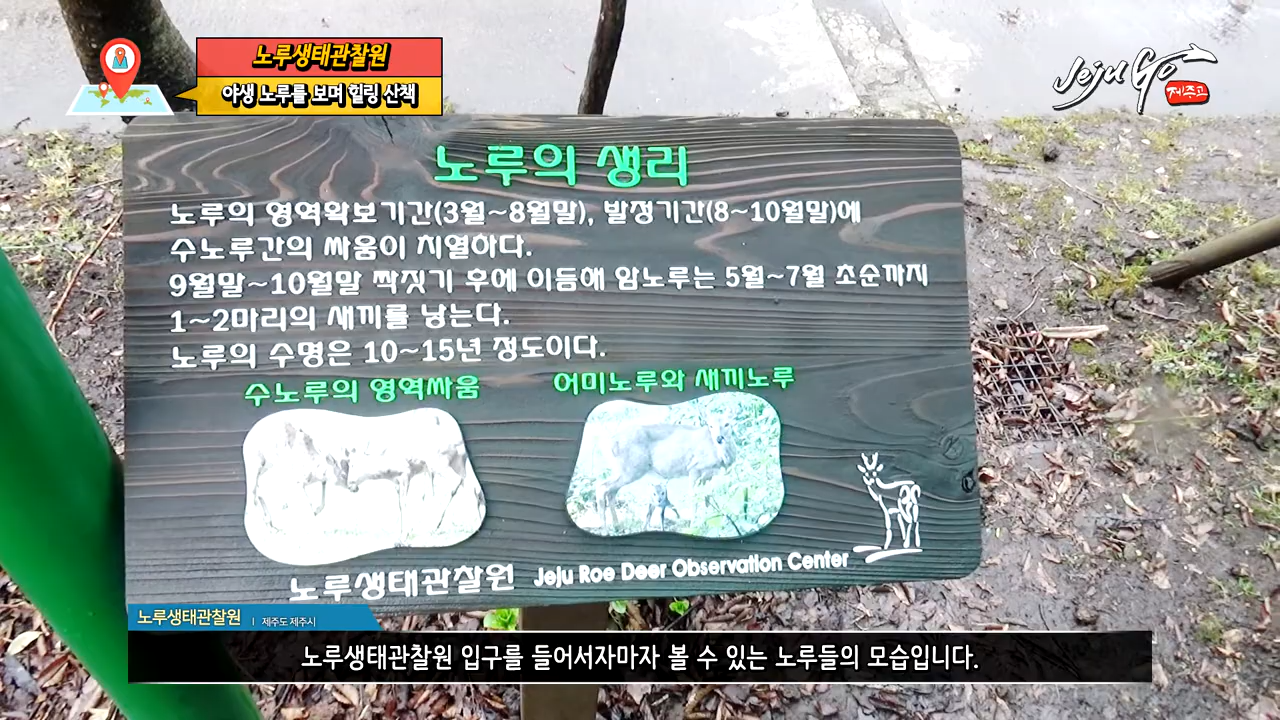 노루생태관찰원
야생 노루를 보며 힐링 산책
Jeju Go
제주고
노루의 생리
노루의 영역확보기간(3월~8월말), 발정기간(8~10월말)에
수노루간의 싸움이 치열하다.
9월말~10월말 짝짓기 후에 이듬해 암노루는 5월~7월 초순까지
1~2마리의 새끼를 낳는다.
노루의 수명은 10~15년 정도이다.
수노루의 영역싸움 어미노루와 새끼노루
노루생태관찰원 Jeju Roe Deer Observation Center
노루생태관찰원 | 제주도 제주시
노루생태관찰원 입구를 들어서자마자 볼 수 있는 노루들의 모습입니다.